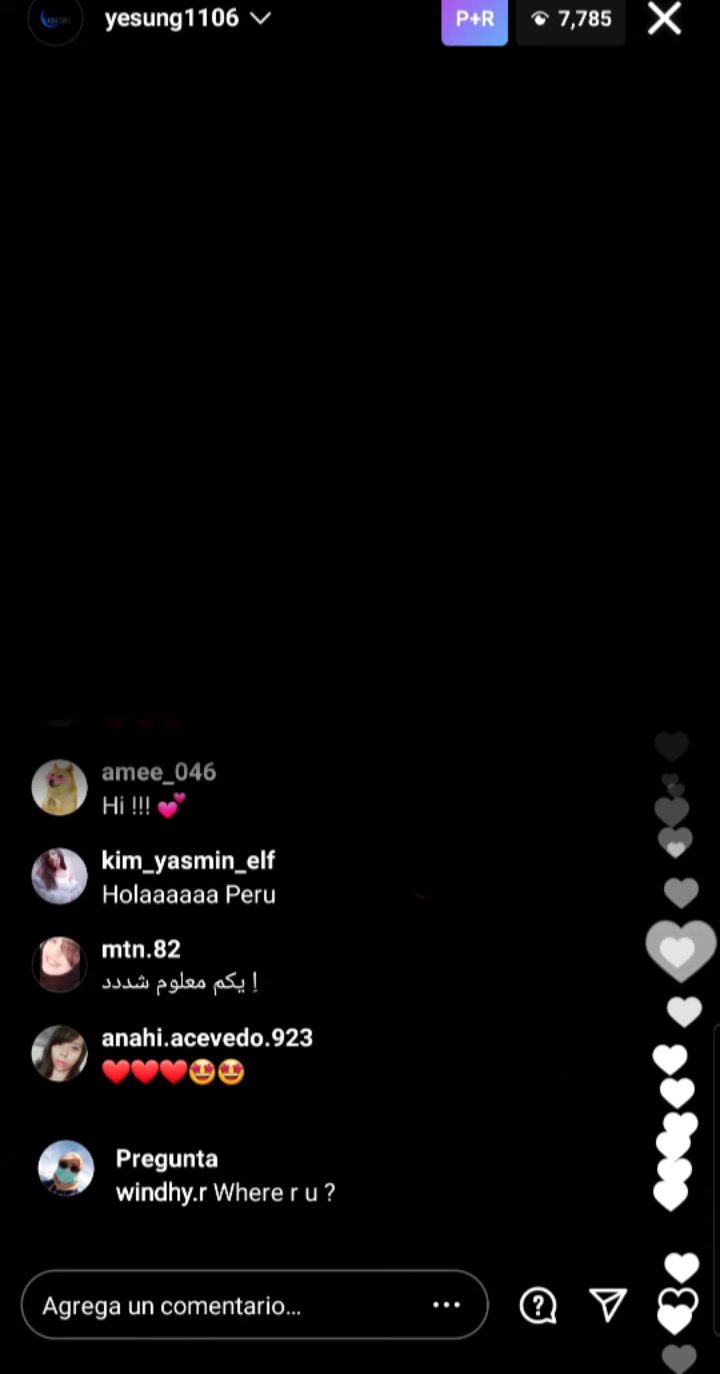 yesung1106
P+R
7,785
amee_046
Hi !!! 💕
kim_yasmin_elf
Holaaaaaa Peru
mtn.82
اِ یکم معلوم شددد!
anahi.acevedo.923
❤️❤️❤️🤩🤩
Pregunta
windhy.r Where r u ?
Agrega un comentario...